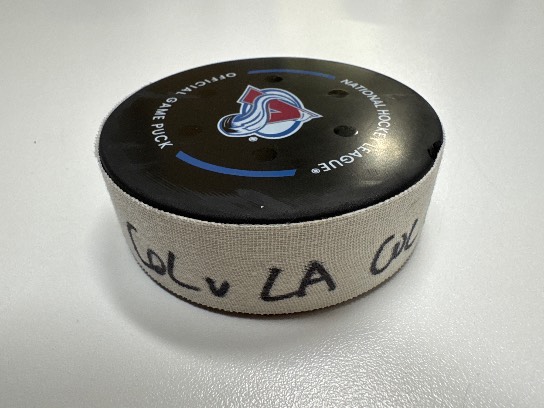 NATIONAL HOCKEY LEAGUE®
OFFICIAL GAME PUCK
®
COL v LA COL